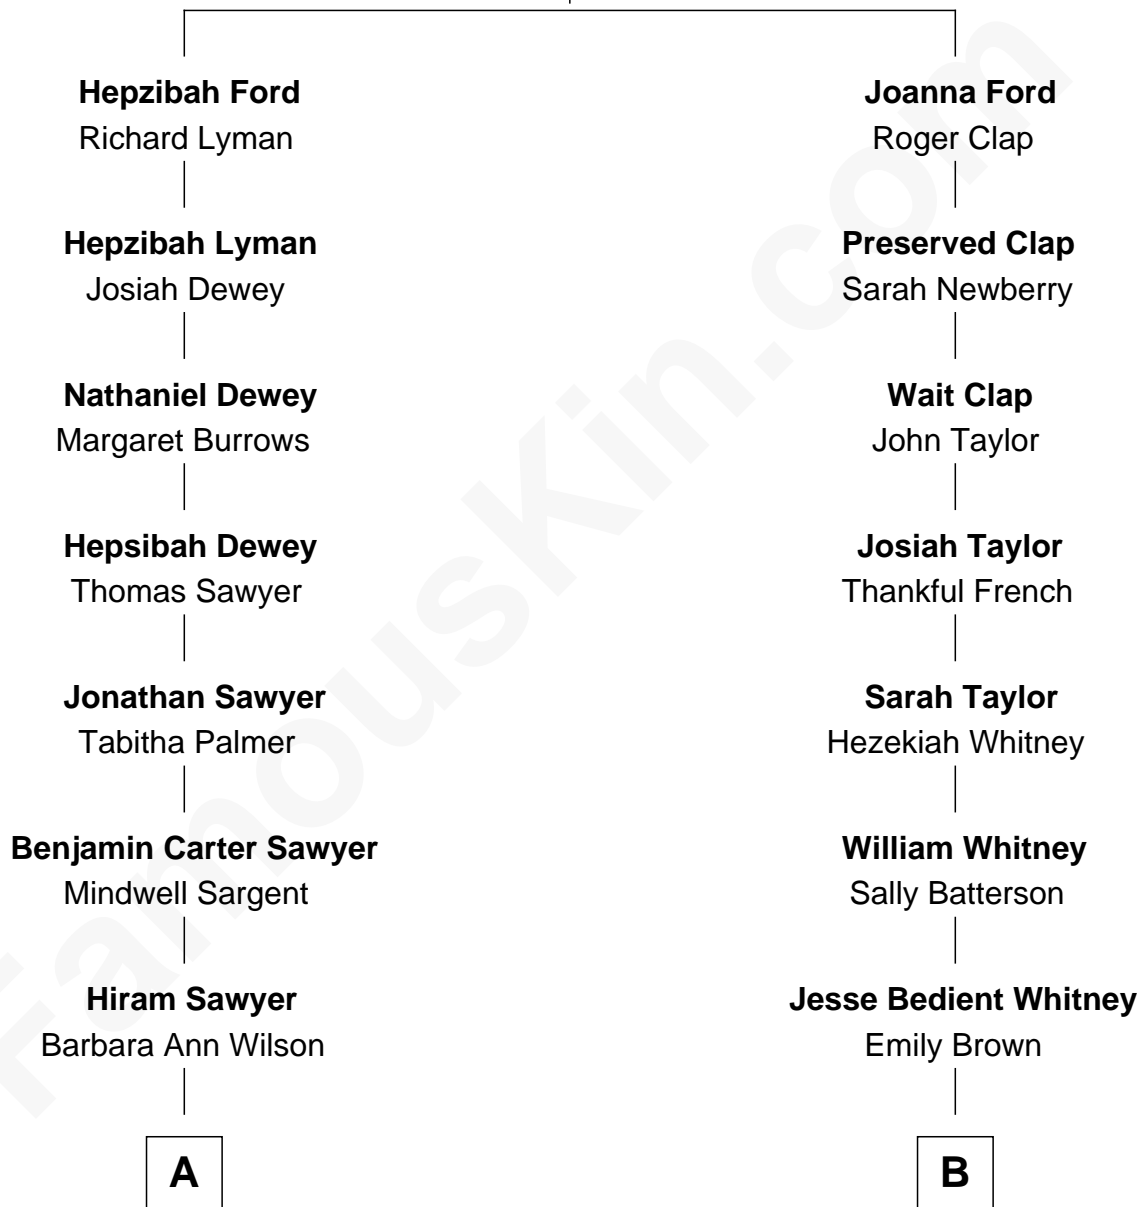 Hepzibah Ford
Richard Lyman
Hepzibah Lyman
Josiah Dewey
Nathaniel Dewey
Margaret Burrows
Hepsibah Dewey
Thomas Sawyer
Jonathan Sawyer
Tabitha Palmer
Benjamin Carter Sawyer
Mindwell Sargent
Hiram Sawyer
Barbara Ann Wilson
A
Joanna Ford
Roger Clap
Preserved Clap
Sarah Newberry
Wait Clap
John Taylor
Josiah Taylor
Thankful French
Sarah Taylor
Hezekiah Whitney
William Whitney
Sally Batterson
Jesse Bedient Whitney
Emily Brown
B
FamousKin.com